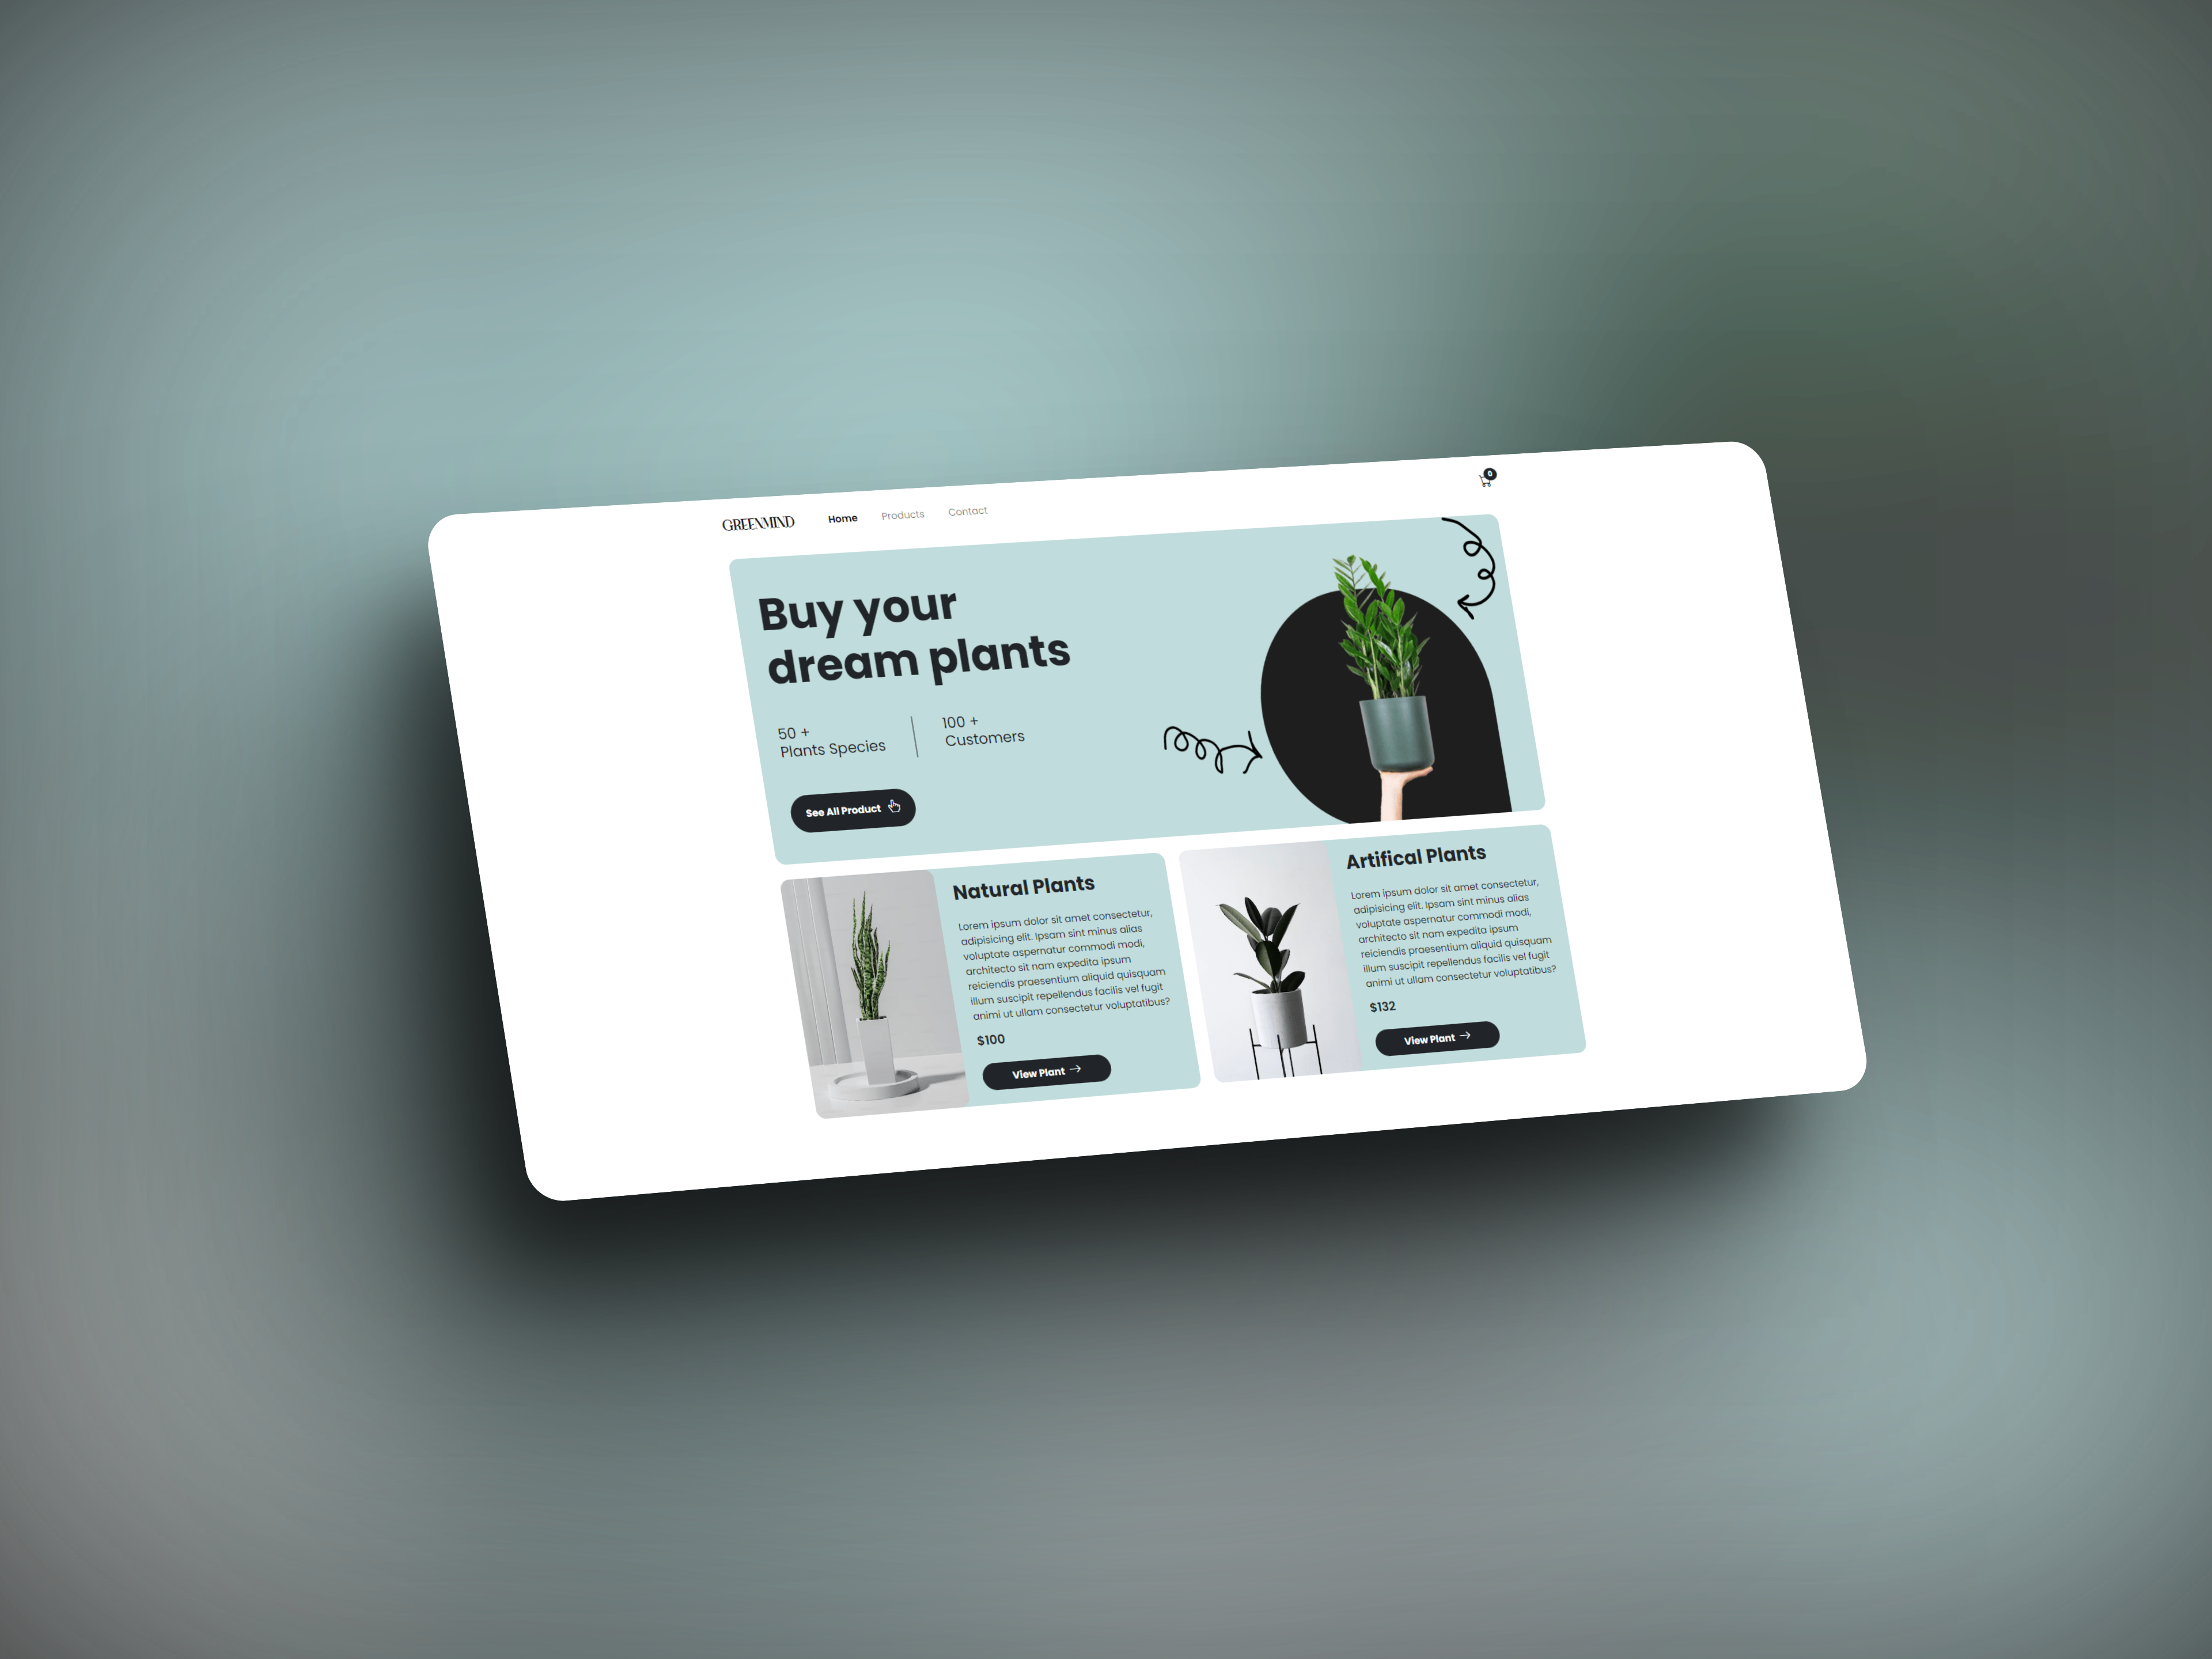 GREENMIND
Home
Products
Contact
0
Buy your
dream plants
50 +
Plants Species
100 +
Customers
See All Product
Natural Plants
Lorem ipsum dolor sit amet consectetur,
adipisicing elit. Ipsam sint minus alias
voluptate aspernatur commodi modi,
architecto sit nam expedita ipsum
reiciendis praesentium aliquid quisquam
illum suscipit repellendus facilis vel fugit
animi ut ullam consectetur voluptatibus?
$100
View Plant
Artifical Plants
Lorem ipsum dolor sit amet consectetur,
adipisicing elit. Ipsam sint minus alias
voluptate aspernatur commodi modi,
architecto sit nam expedita ipsum
reiciendis praesentium aliquid quisquam
illum suscipit repellendus facilis vel fugit
animi ut ullam consectetur voluptatibus?
$132
View Plant